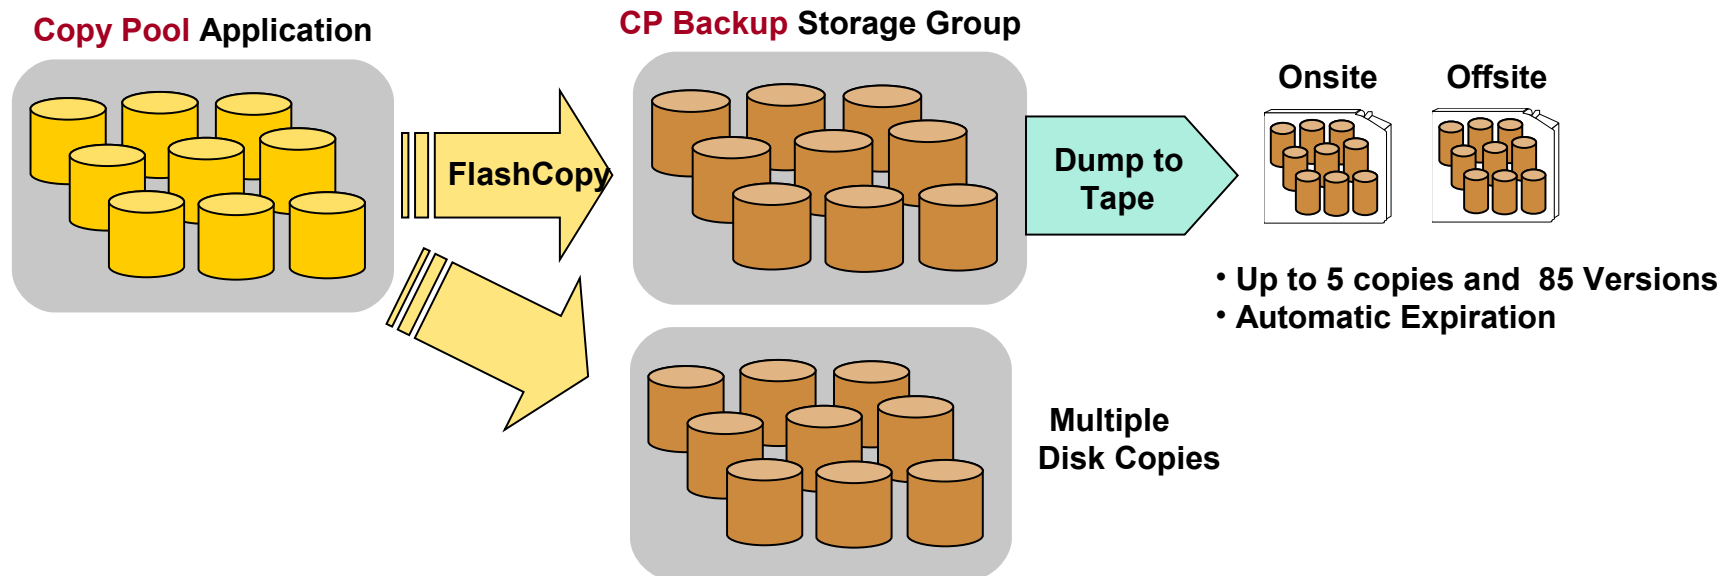 Copy Pool Application
CP Backup Storage Group
Onsite
Offsite
FlashCopy
Dump to
Tape
• Up to 5 copies and  85 Versions
• Automatic Expiration
Multiple
Disk Copies